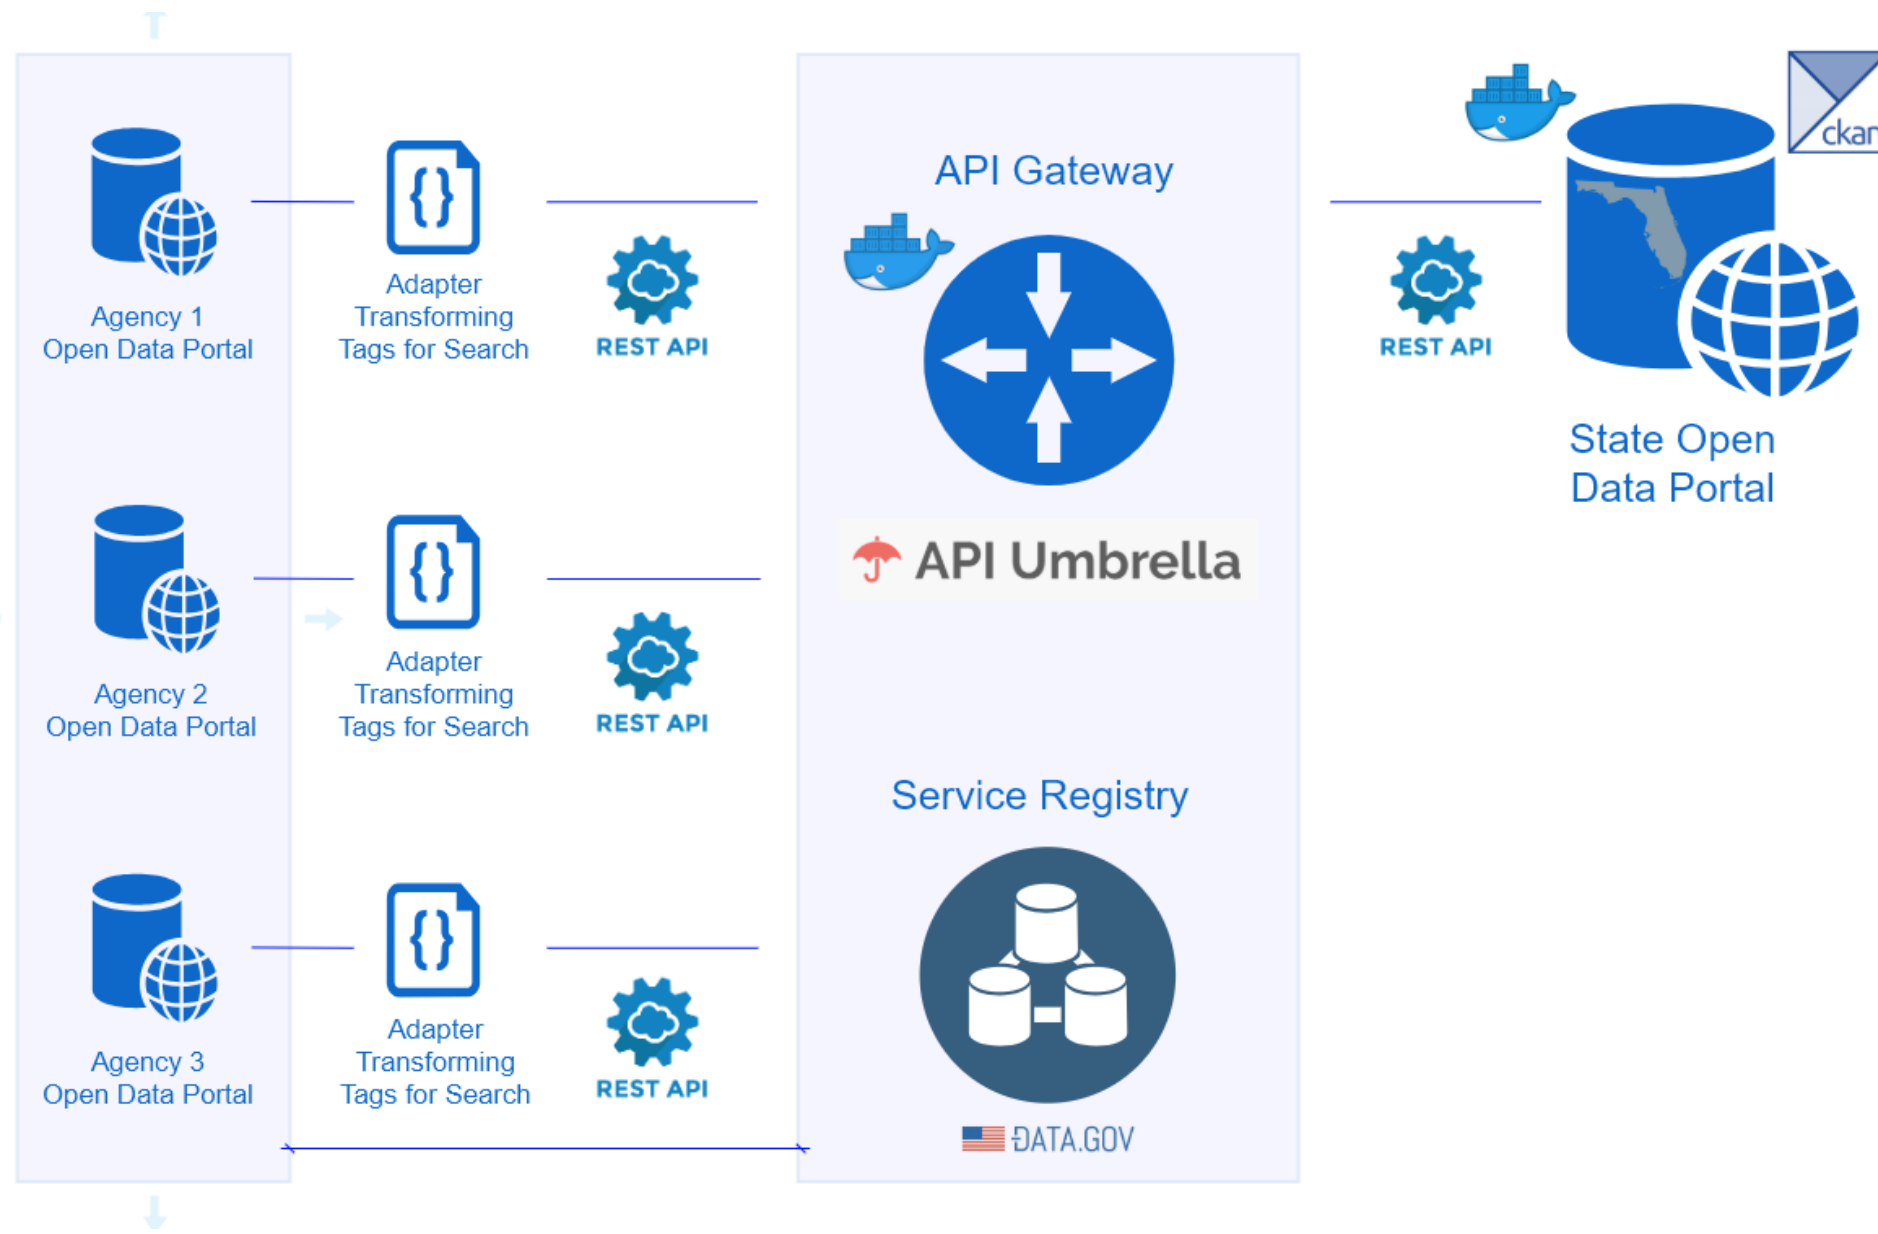 Agency 1
Open Data Portal
Adapter
Transforming
Tags for Search
REST API
API Gateway
API Umbrella
REST API
ckan
State Open
Data Portal
Agency 2
Open Data Portal
Adapter
Transforming
Tags for Search
REST API
Service Registry
DATA.GOV
Agency 3
Open Data Portal
Adapter
Transforming
Tags for Search
REST API